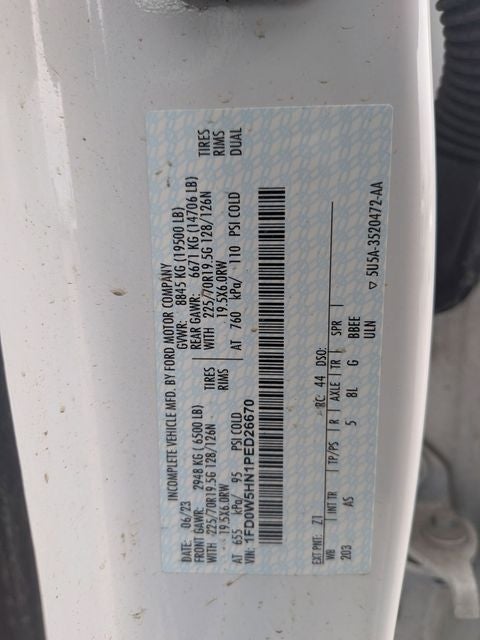 INCOMPLETE VEHICLE MFD. BY FORD MOTOR COMPANY
DATE: 06/23 GVWR: 8845 KG (19500 LB)
FRONT GAWR: 2948 KG ( 6500 LB) REAR GAWR: 6671 KG (14706 LB)
WITH 225/70R19.5G 128/126N TIRES WITH 225/70R19.5G 128/126N TIRES
19.5X6.0RW RIMS 19.5X6.0RW RIMS
AT 655 kPa/ 95 PSI COLD AT 760 kPa/ 110 PSI COLD DUAL
VIN: 1FD0W5HN1PED26670
EXT PNT: Z1 RC: 44 DSO:
WB INT TR TP/PS R AXLE TR SPR
203 AS 5 8L G BBEE
ULN
▽ 5U5A-3520472-AA